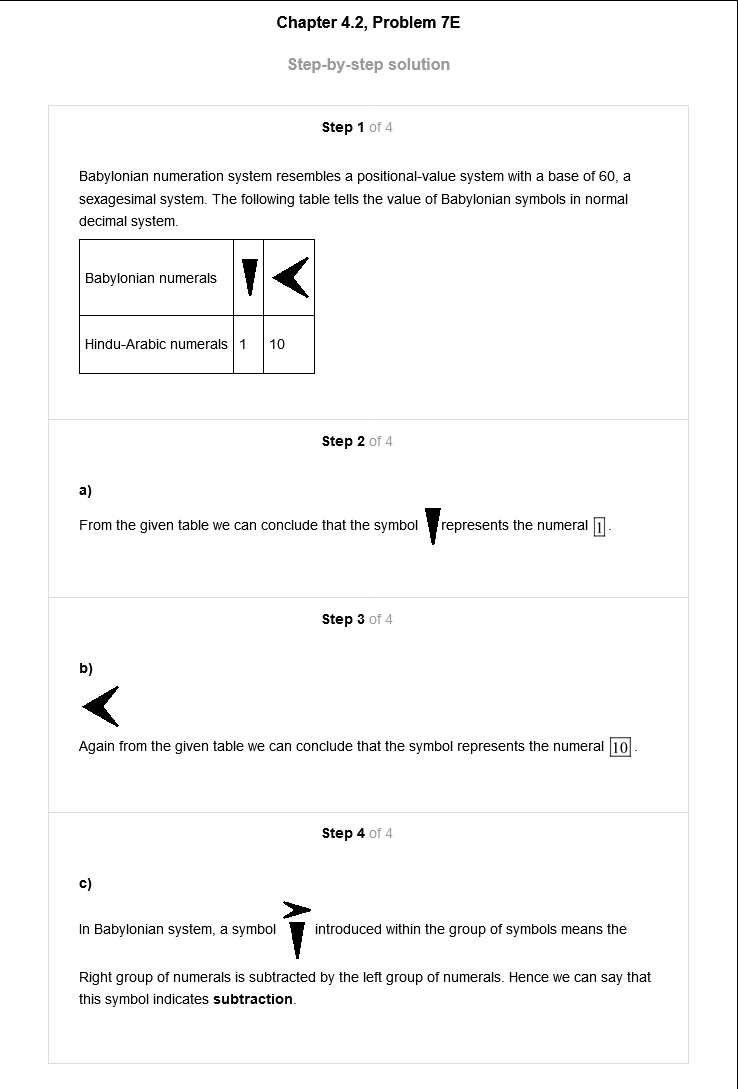 Chapter 4.2, Problem 7E
Step-by-step solution
Step 1 of 4
Babylonian numeration system resembles a positional-value system with a base of 60, a
sexagesimal system. The following table tells the value of Babylonian symbols in normal
decimal system.
Babylonian numerals
Hindu-Arabic numerals 1 10
Step 2 of 4
a)
From the given table we can conclude that the symbol represents the numeral 1.
Step 3 of 4
b)
Again from the given table we can conclude that the symbol represents the numeral 10.
Step 4 of 4
c)
In Babylonian system, a symbol introduced within the group of symbols means the
Right group of numerals is subtracted by the left group of numerals. Hence we can say that
this symbol indicates subtraction.